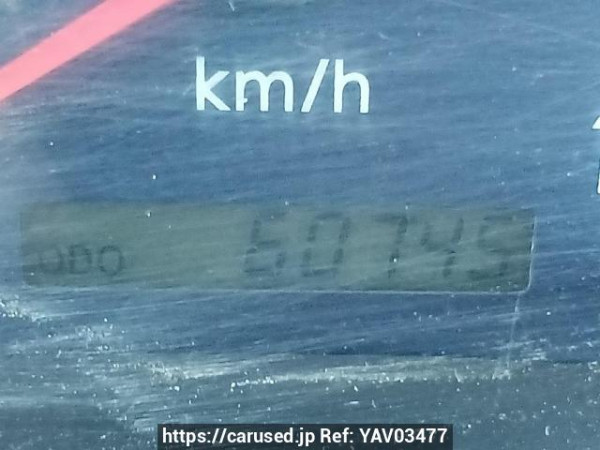 km/h
ODO 60745
https://carused.jp Ref: YAV03477